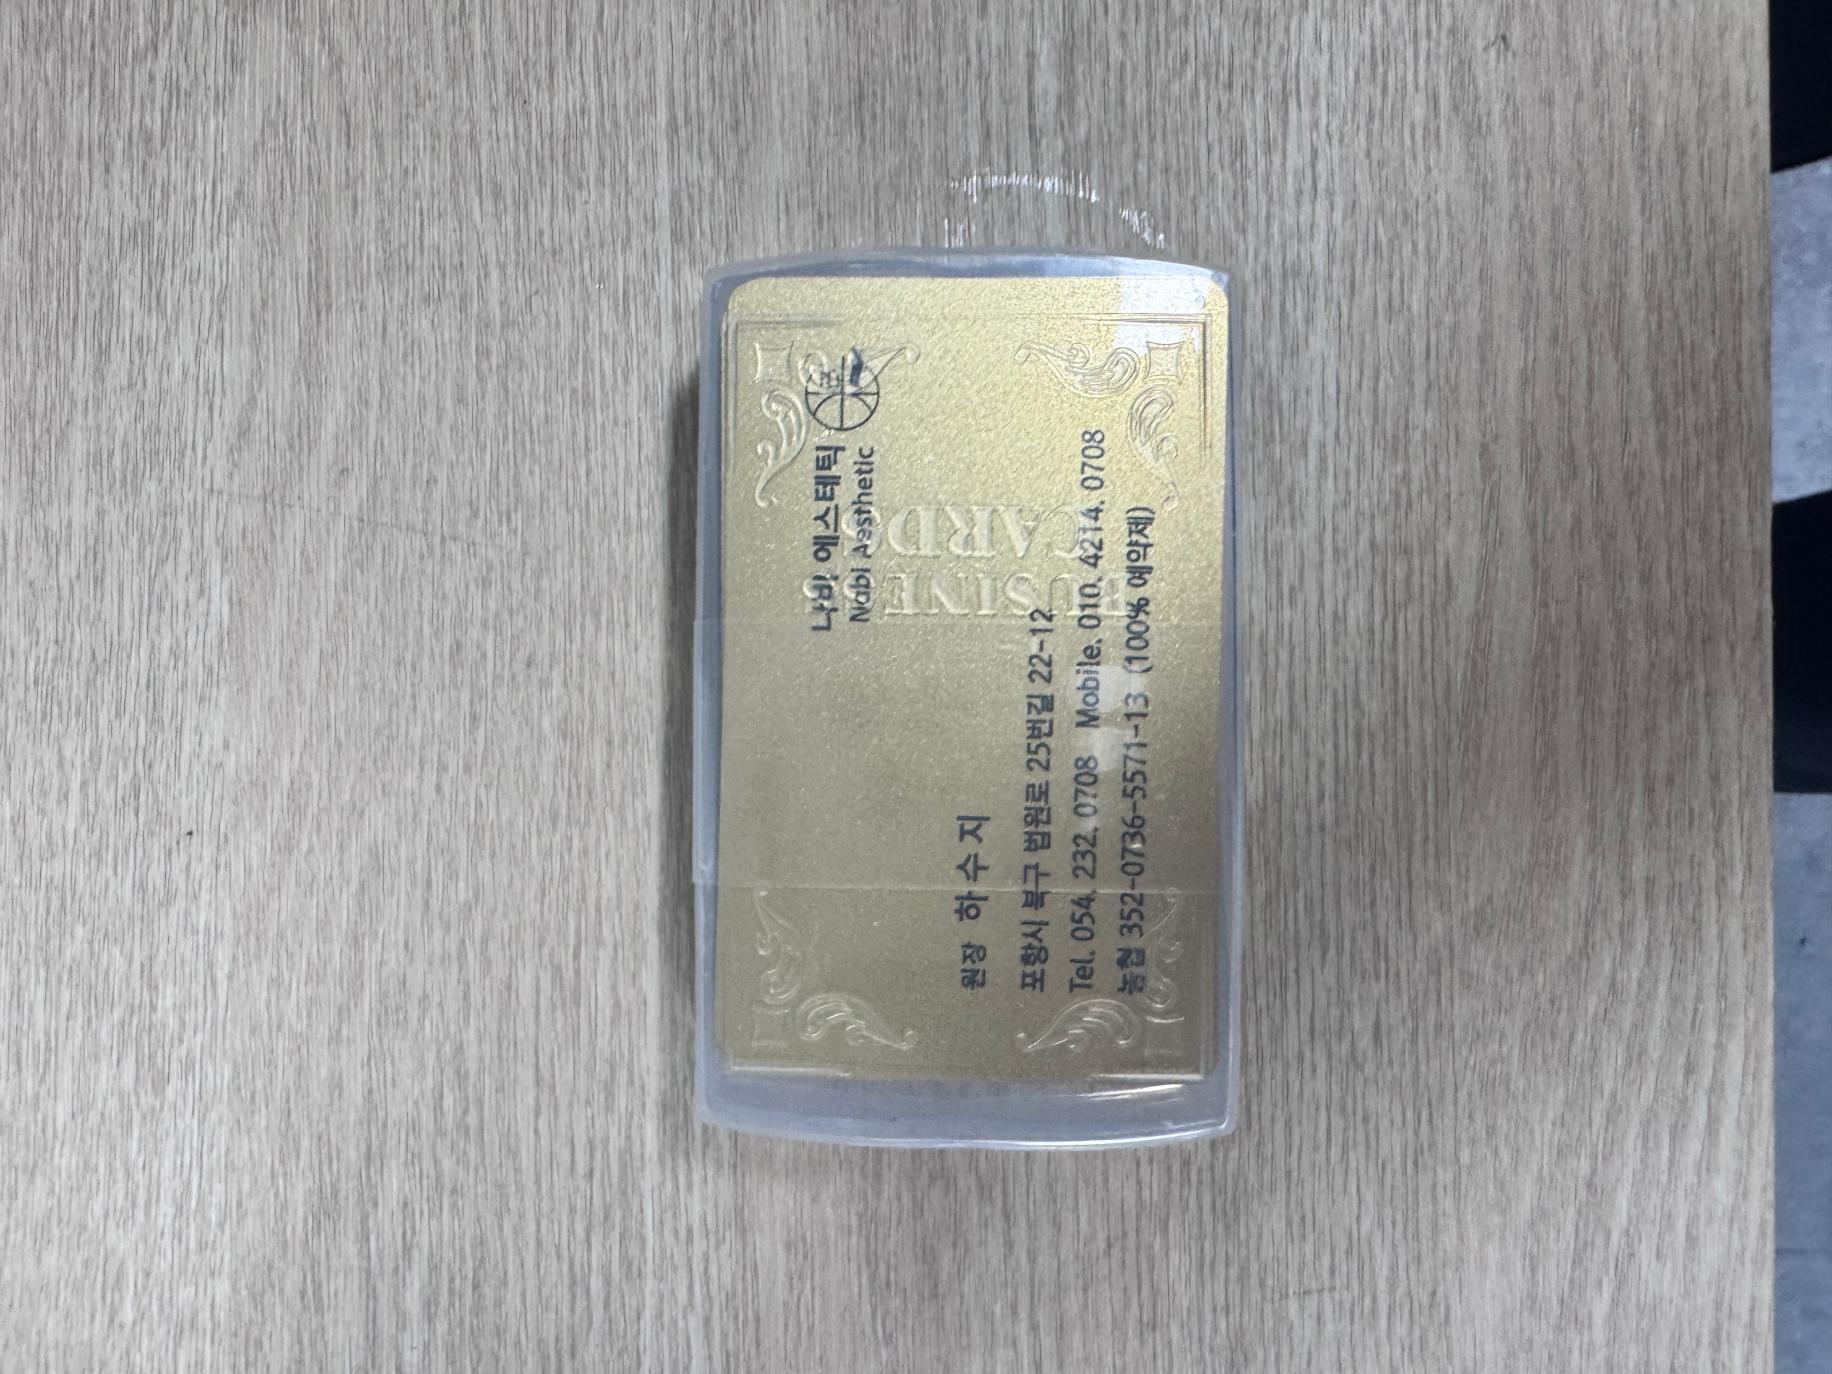 나비 에스테틱
Nabi Aesthetic
원장 하 수 지
포항시 북구 법원로 25번길 22-12
Tel. 054. 232. 0708 Mobile. 010. 4214. 0708
농협 352-0736-5571-13 (100% 예약제)
BUSINESS
CARD